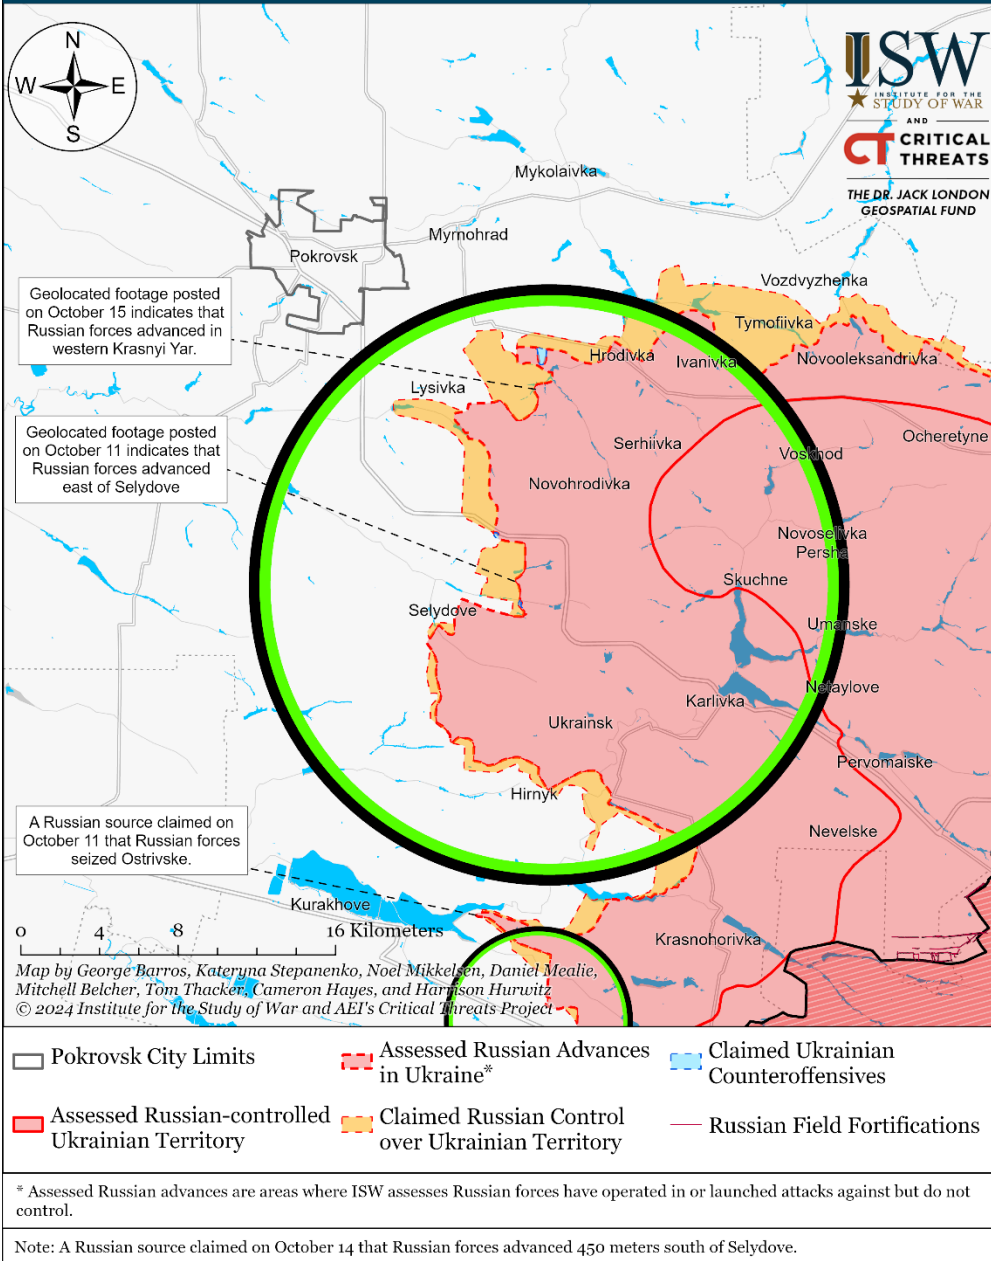 N
W
E
S
ISW
INSTITUTE FOR THE
STUDY OF WAR
AND
CT CRITICAL
THREATS
THE DR. JACK LONDON
GEOSPATIAL FUND
Mykolaivka
Myrnohrad
Pokrovsk
Vozdvyzhenka
Geolocated footage posted
on October 15 indicates that
Russian forces advanced in
western Krasnyi Yar.
Tymofiivka
Hrodivka
Ivanivka
Novooleksandrivka
Lysivka
Geolocated footage posted
on October 11 indicates that
Russian forces advanced
east of Selydove
Serhiivka
Ocheretyne
Voskhod
Novohrodivka
Novoselivka
Persha
Skuchne
Selydove
Umanske
Netaylove
Karlivka
Ukrainsk
Pervomaiske
Hirnyk
Nevelske
A Russian source claimed on
October 11 that Russian forces
seized Ostrivske.
Kurakhove
Krasnohorivka
0 4 8 16 Kilometers
Map by George Barros, Kateryna Stepanenko, Noel Mikkelsen, Daniel Mealie,
Mitchell Belcher, Tom Thacker, Cameron Hayes, and Harrison Hurwitz
© 2024 Institute for the Study of War and AEI's Critical Threats Project
Pokrovsk City Limits
Assessed Russian Advances
in Ukraine*
Claimed Ukrainian
Counteroffensives
Assessed Russian-controlled
Ukrainian Territory
Claimed Russian Control
over Ukrainian Territory
Russian Field Fortifications
* Assessed Russian advances are areas where ISW assesses Russian forces have operated in or launched attacks against but do not
control.
Note: A Russian source claimed on October 14 that Russian forces advanced 450 meters south of Selydove.